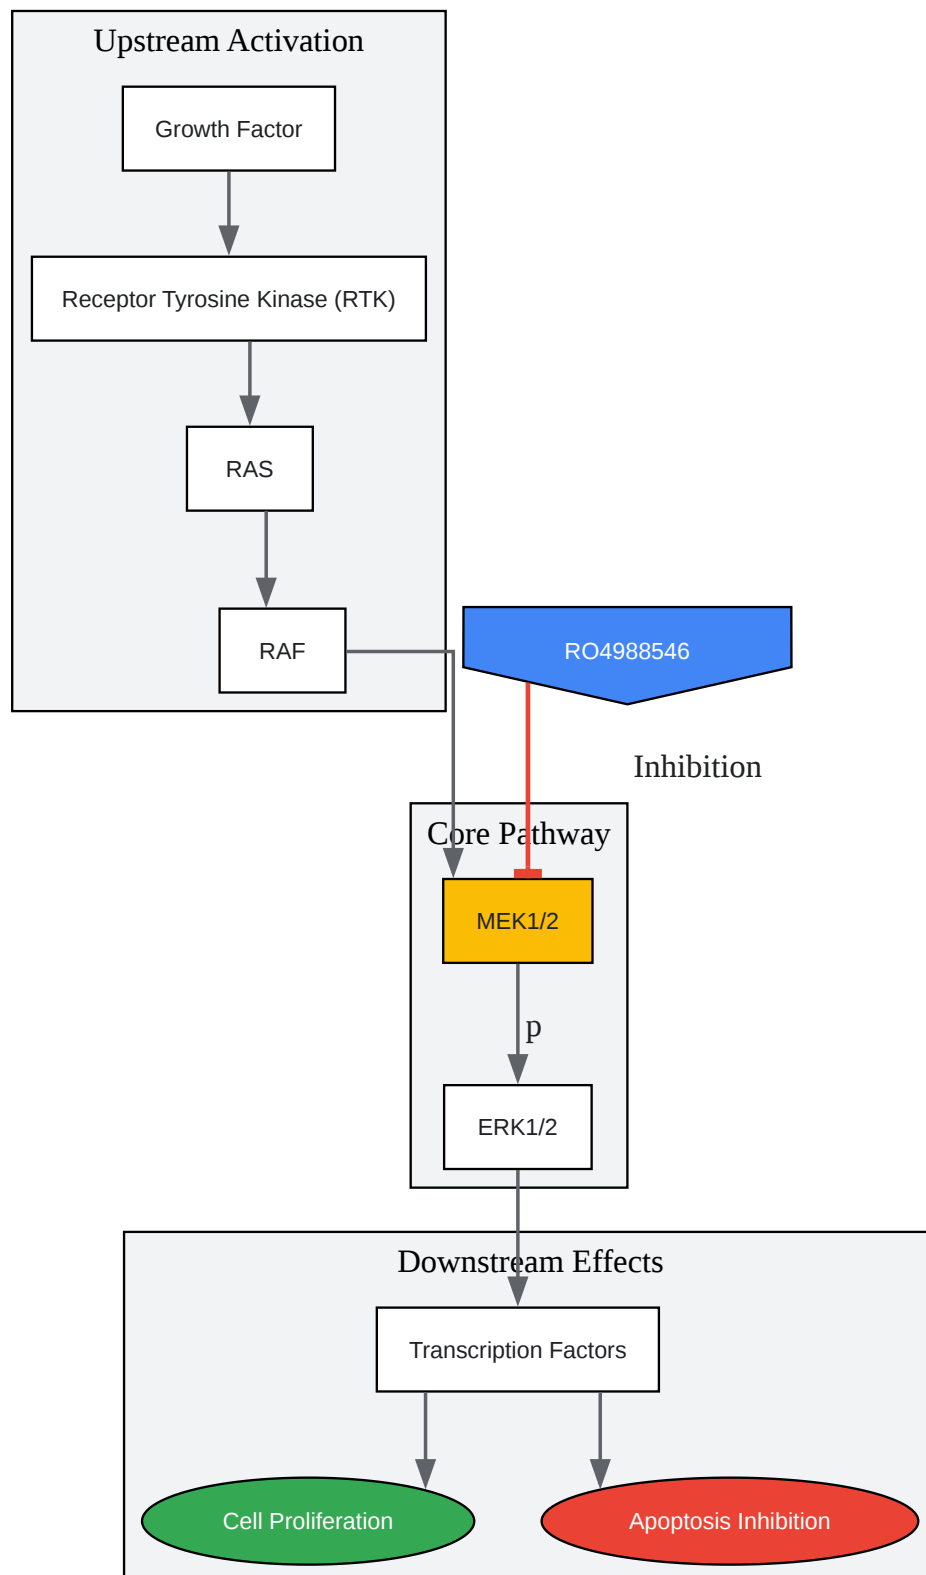 Upstream Activation
Growth Factor
Receptor Tyrosine Kinase (RTK)
RAS
RAF
RO4988546
Inhibition
Core Pathway
MEK1/2
p
ERK1/2
Downstream Effects
Transcription Factors
Cell Proliferation
Apoptosis Inhibition